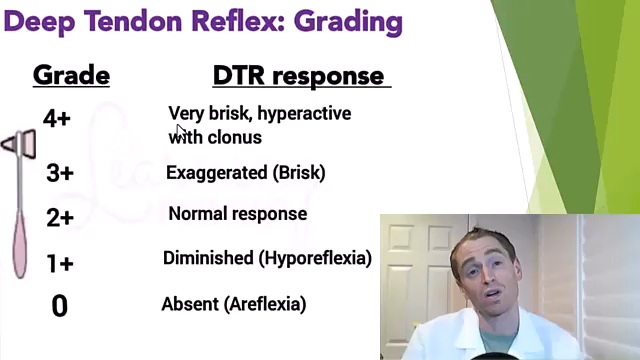 Deep Tendon Reflex: Grading
Grade DTR response
4+ Very brisk, hyperactive
with clonus
3+ Exaggerated (Brisk)
2+ Normal response
1+ Diminished (Hyporeflexia)
0 Absent (Areflexia)